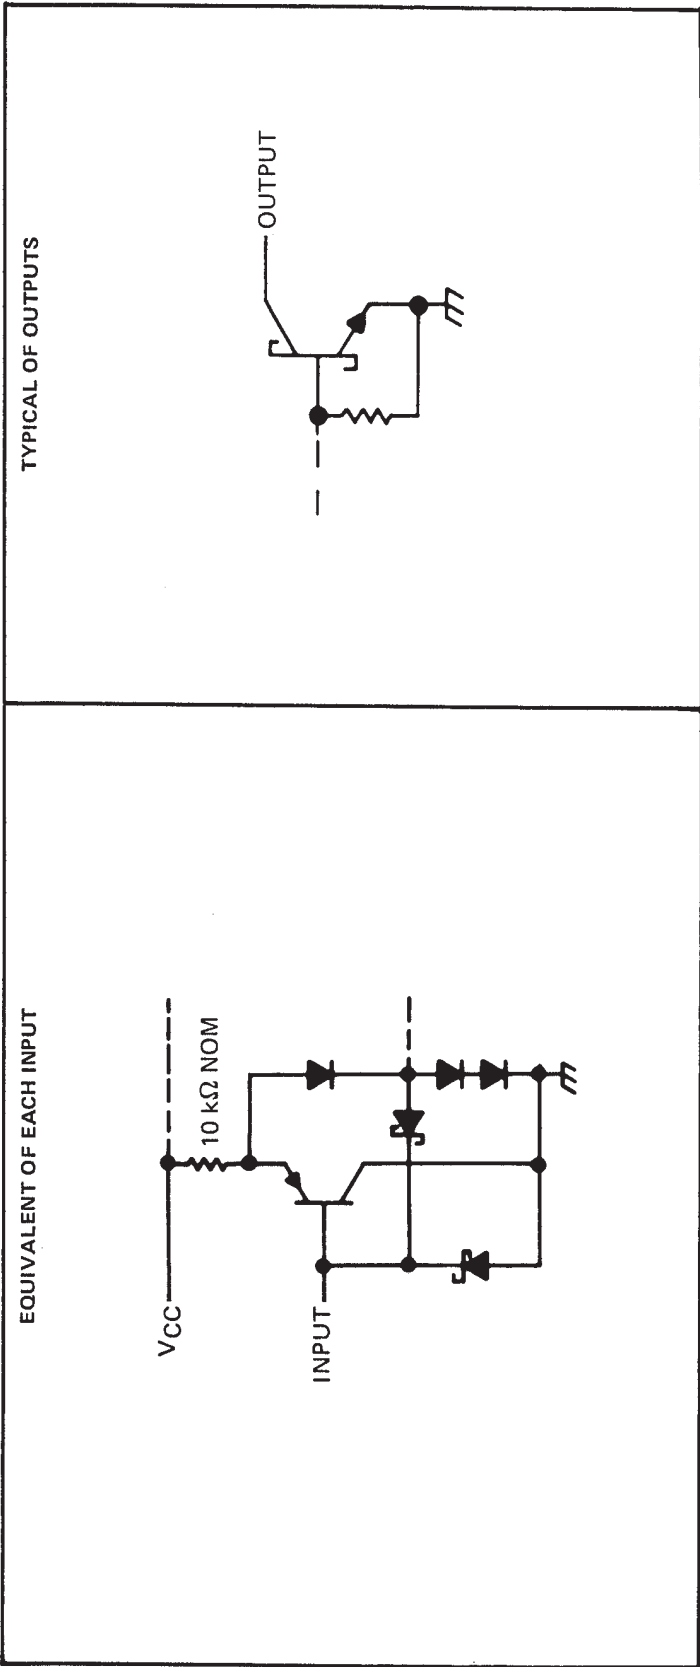 EQUIVALENT OF EACH INPUT
VCC
10 kΩ NOM
INPUT
TYPICAL OF OUTPUTS
OUTPUT